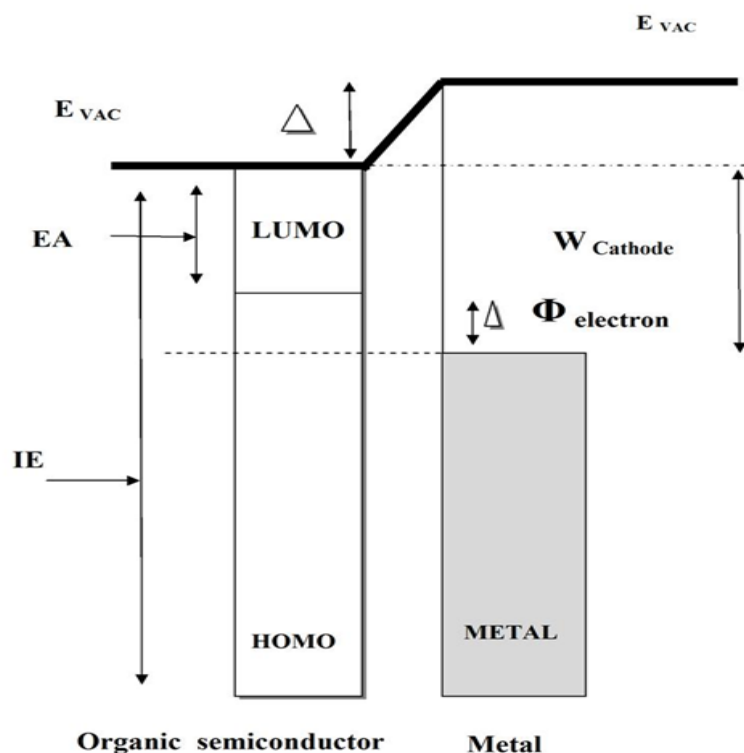 E VAC
E VAC
Δ
LUMO
EA
W Cathode
Δ Φ electron
IE
HOMO
METAL
Organic semiconductor
Metal